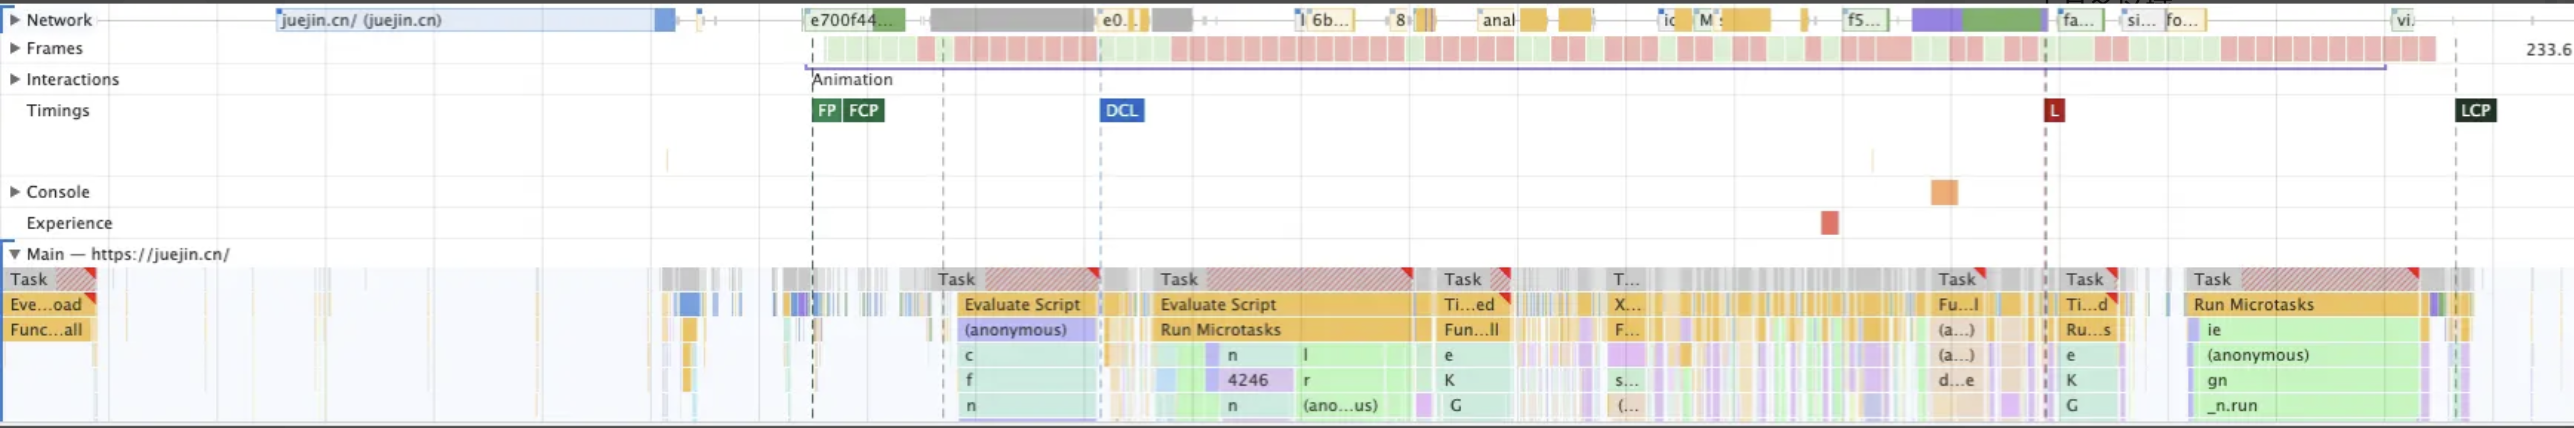 Network juejin.cn/ (juejin.cn) e700f44... e0... 6b... 8 anal ic M f5... fa... si... fo... vi.
Frames 233.6
Interactions Animation
Timings FP FCP DCL L LCP
Console
Experience
Main — https://juejin.cn/
Task Task Task Task T... Task Task Task
Eve...oad Evaluate Script Evaluate Script Ti...ed X... Fu...l Ti...d Run Microtasks
Func...all (anonymous) Run Microtasks Fun...ll F... (a...) Ru...s ie
c n l e (a...) e (anonymous)
f 4246 r K s... d...e K gn
n n (ano...us) G (... G _n.run